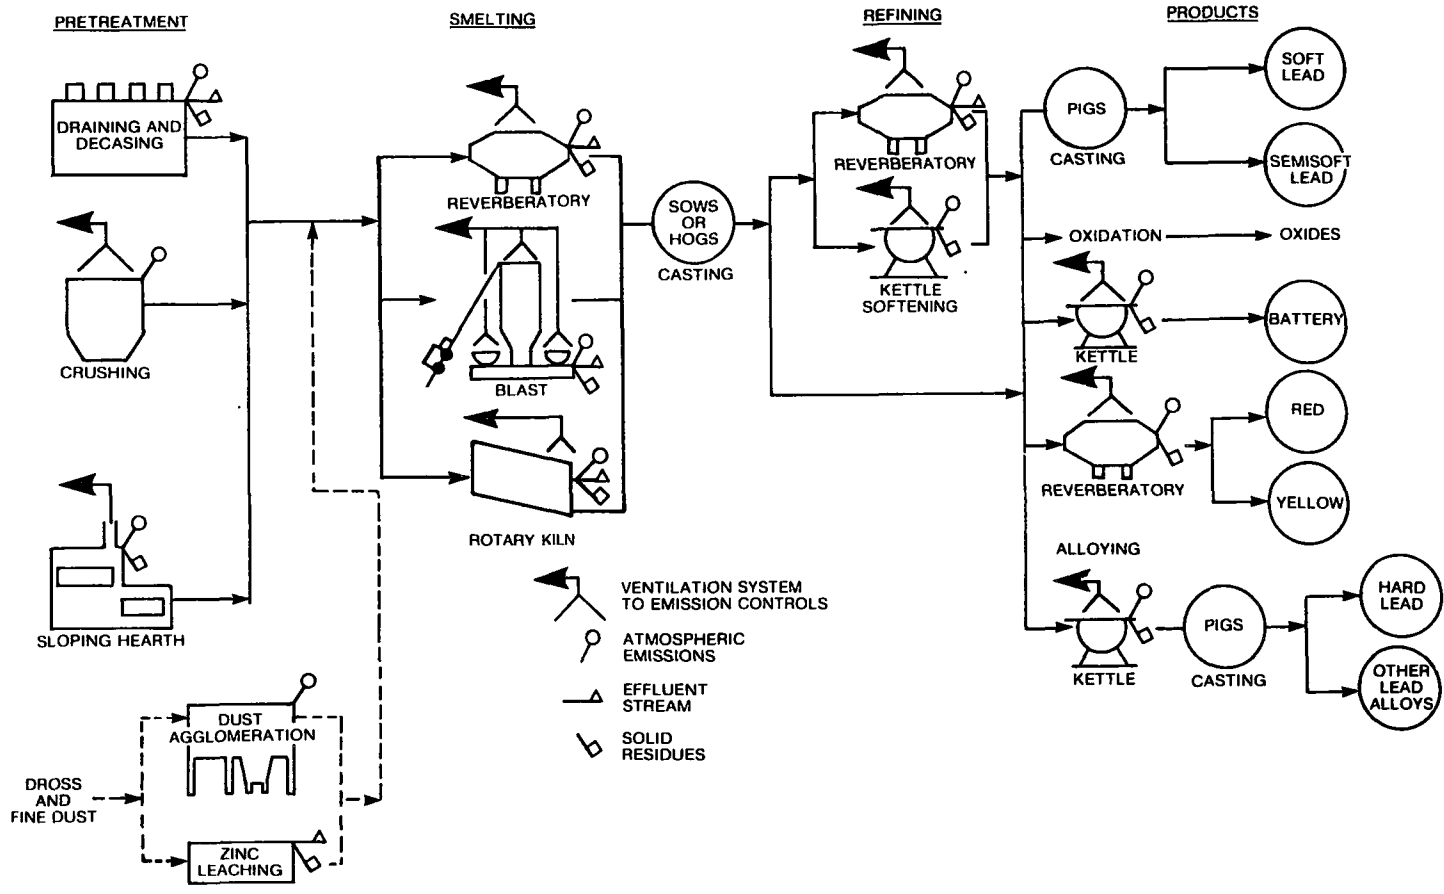 PRETREATMENT
DRAINING AND
DECASING
CRUSHING
SLOPING HEARTH
DROSS
AND
FINE DUST
DUST
AGGLOMERATION
ZINC
LEACHING
SMELTING
REVERBERATORY
BLAST
ROTARY KILN
SOWS
OR
HOGS
CASTING
VENTILATION SYSTEM
TO EMISSION CONTROLS
ATMOSPHERIC
EMISSIONS
EFFLUENT
STREAM
SOLID
RESIDUES
REFINING
REVERBERATORY
KETTLE
SOFTENING
PRODUCTS
PIGS
CASTING
SOFT
LEAD
SEMISOFT
LEAD
OXIDATION
OXIDES
KETTLE
BATTERY
REVERBERATORY
RED
YELLOW
ALLOYING
KETTLE
PIGS
CASTING
HARD
LEAD
OTHER
LEAD
ALLOYS